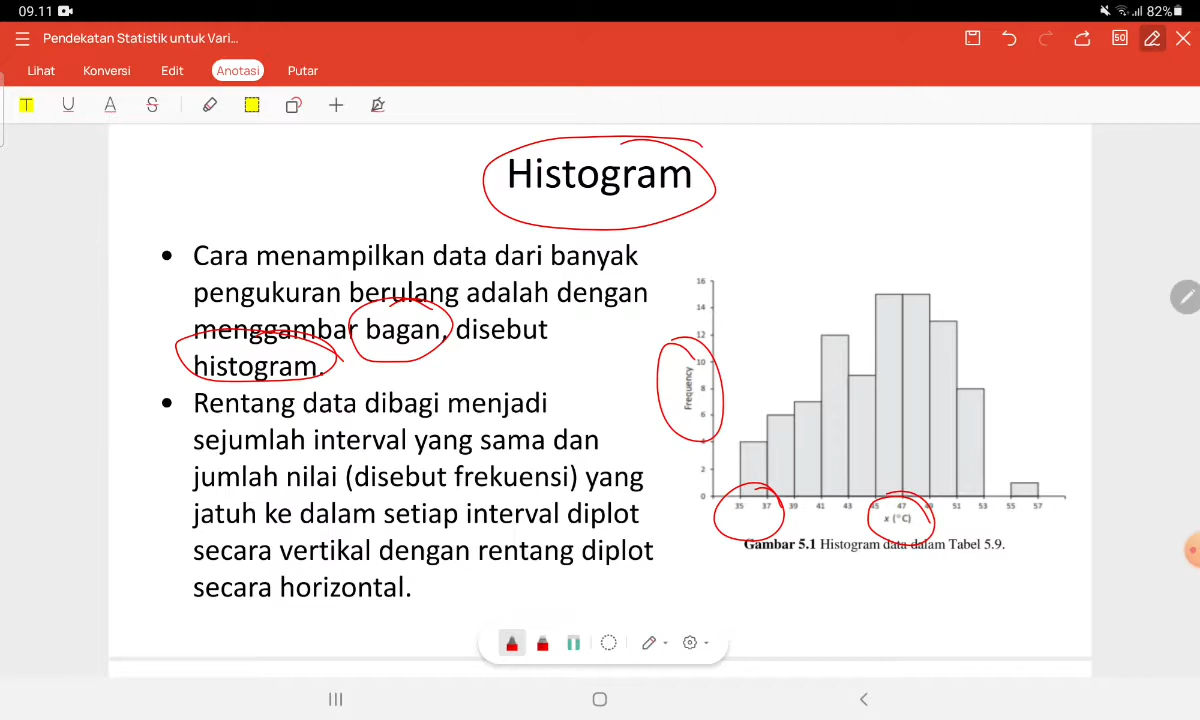 09.11
82%
Pendekatan Statistik untuk Vari...
50
Lihat Konversi Edit Anotasi Putar
T U A S
Histogram
• Cara menampilkan data dari banyak
pengukuran berulang adalah dengan
menggambar bagan, disebut
histogram.
• Rentang data dibagi menjadi
sejumlah interval yang sama dan
jumlah nilai (disebut frekuensi) yang
jatuh ke dalam setiap interval diplot
secara vertikal dengan rentang diplot
secara horizontal.
16
14
12
10
8
6
4
2
0
Frequency
35 37 39 41 43 45 47 49 51 53 55 57
x (°C)
Gambar 5.1 Histogram data dalam Tabel 5.9.